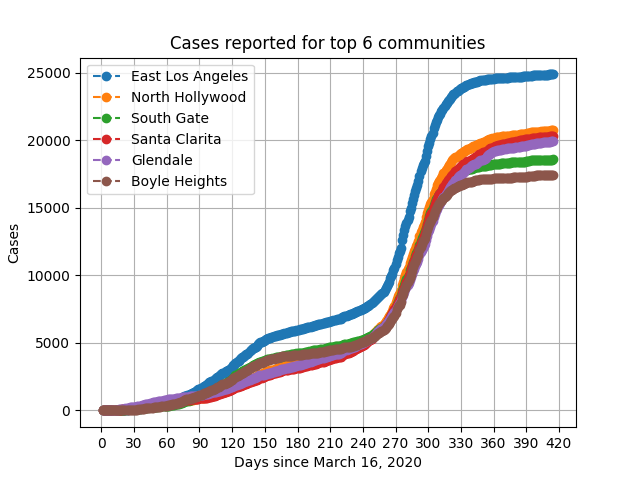 Cases reported for top 6 communities
East Los Angeles
North Hollywood
South Gate
Santa Clarita
Glendale
Boyle Heights
Cases
25000
20000
15000
10000
5000
0
0 30 60 90 120 150 180 210 240 270 300 330 360 390 420
Days since March 16, 2020